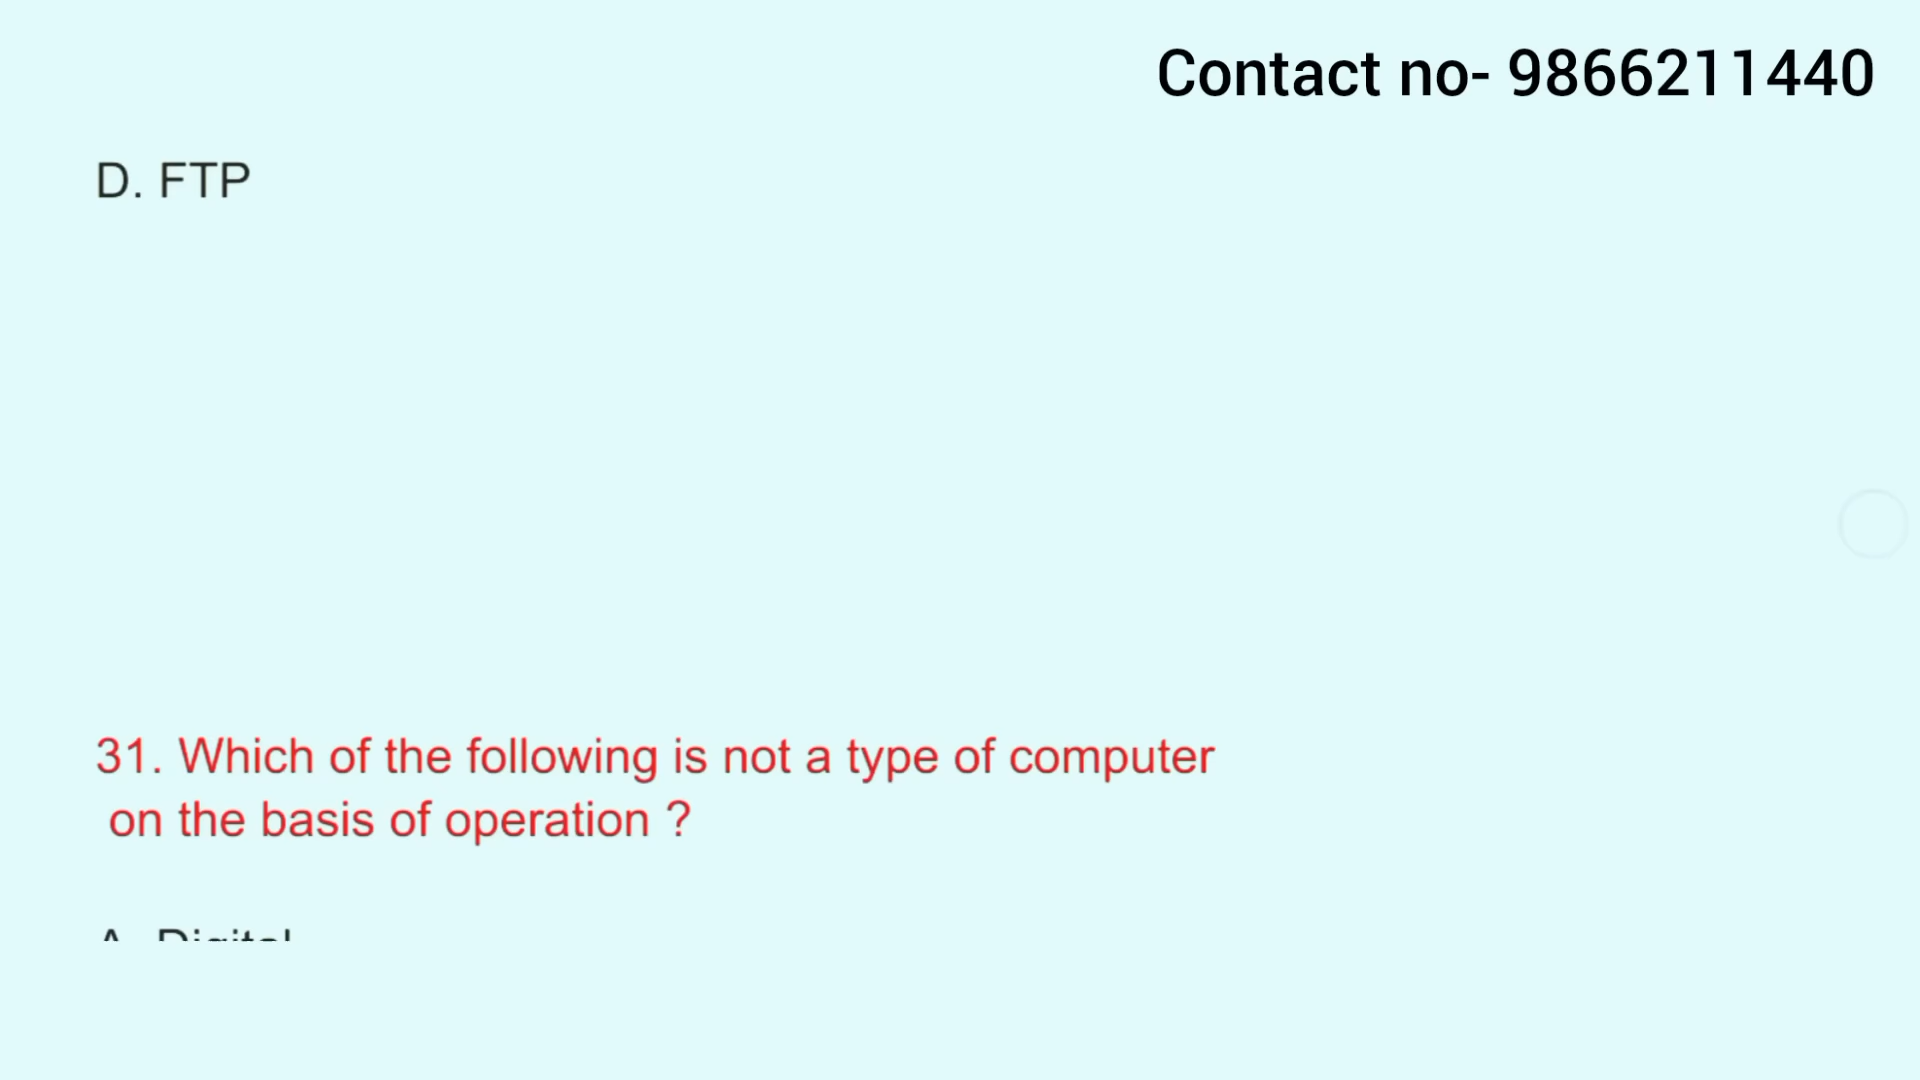 Contact no- 9866211440
D. FTP
31. Which of the following is not a type of computer
on the basis of operation ?
A. Digital